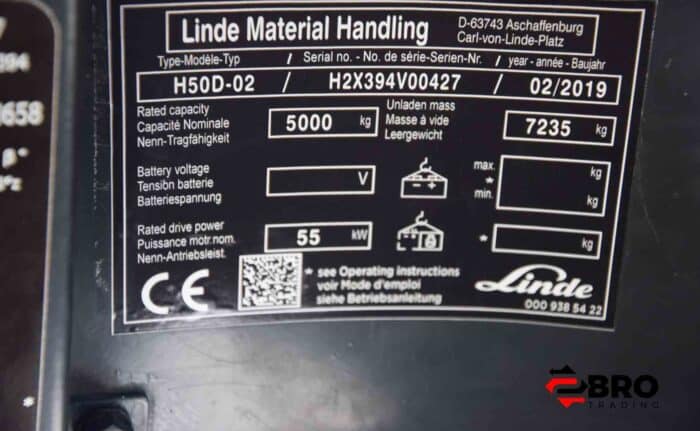 Linde Material Handling
D-63743 Aschaffenburg
Carl-von-Linde-Platz
Type-Modèle-Typ / Serial no. - No. de série-Serien-Nr. / year - année - Baujahr
H50D-02 / H2X394V00427 / 02/2019
Rated capacity
Capacité Nominale
Nenn-Tragfähigkeit
5000 kg
Unladen mass
Masse à vide
Leergewicht
7235 kg
Battery voltage
Tension batterie
Batteriespannung
V
- +
max.
*
min.
kg
kg
Rated drive power
Puissance motr.nom.
Nenn-Antriebsleist.
55 kW
*
kg
CE
* see Operating instructions
voir Mode d'emploi
siehe Betriebsanleitung
Linde
000 938 54 22
394
1658
BRO
TRADING